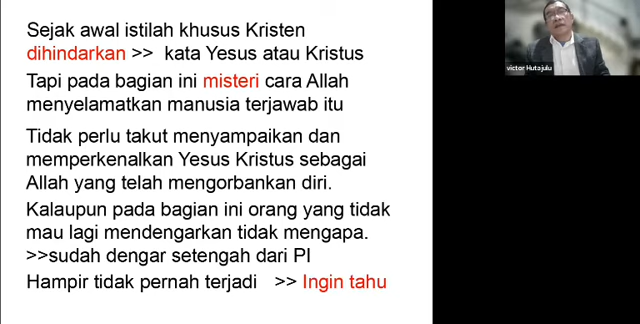 Sejak awal istilah khusus Kristen
dihindarkan >> kata Yesus atau Kristus
Tapi pada bagian ini misteri cara Allah
menyelamatkan manusia terjawab itu
Tidak perlu takut menyampaikan dan
memperkenalkan Yesus Kristus sebagai
Allah yang telah mengorbankan diri.
Kalaupun pada bagian ini orang yang tidak
mau lagi mendengarkan tidak mengapa.
>>sudah dengar setengah dari PI
Hampir tidak pernah terjadi >> Ingin tahu
victor Hutajulu